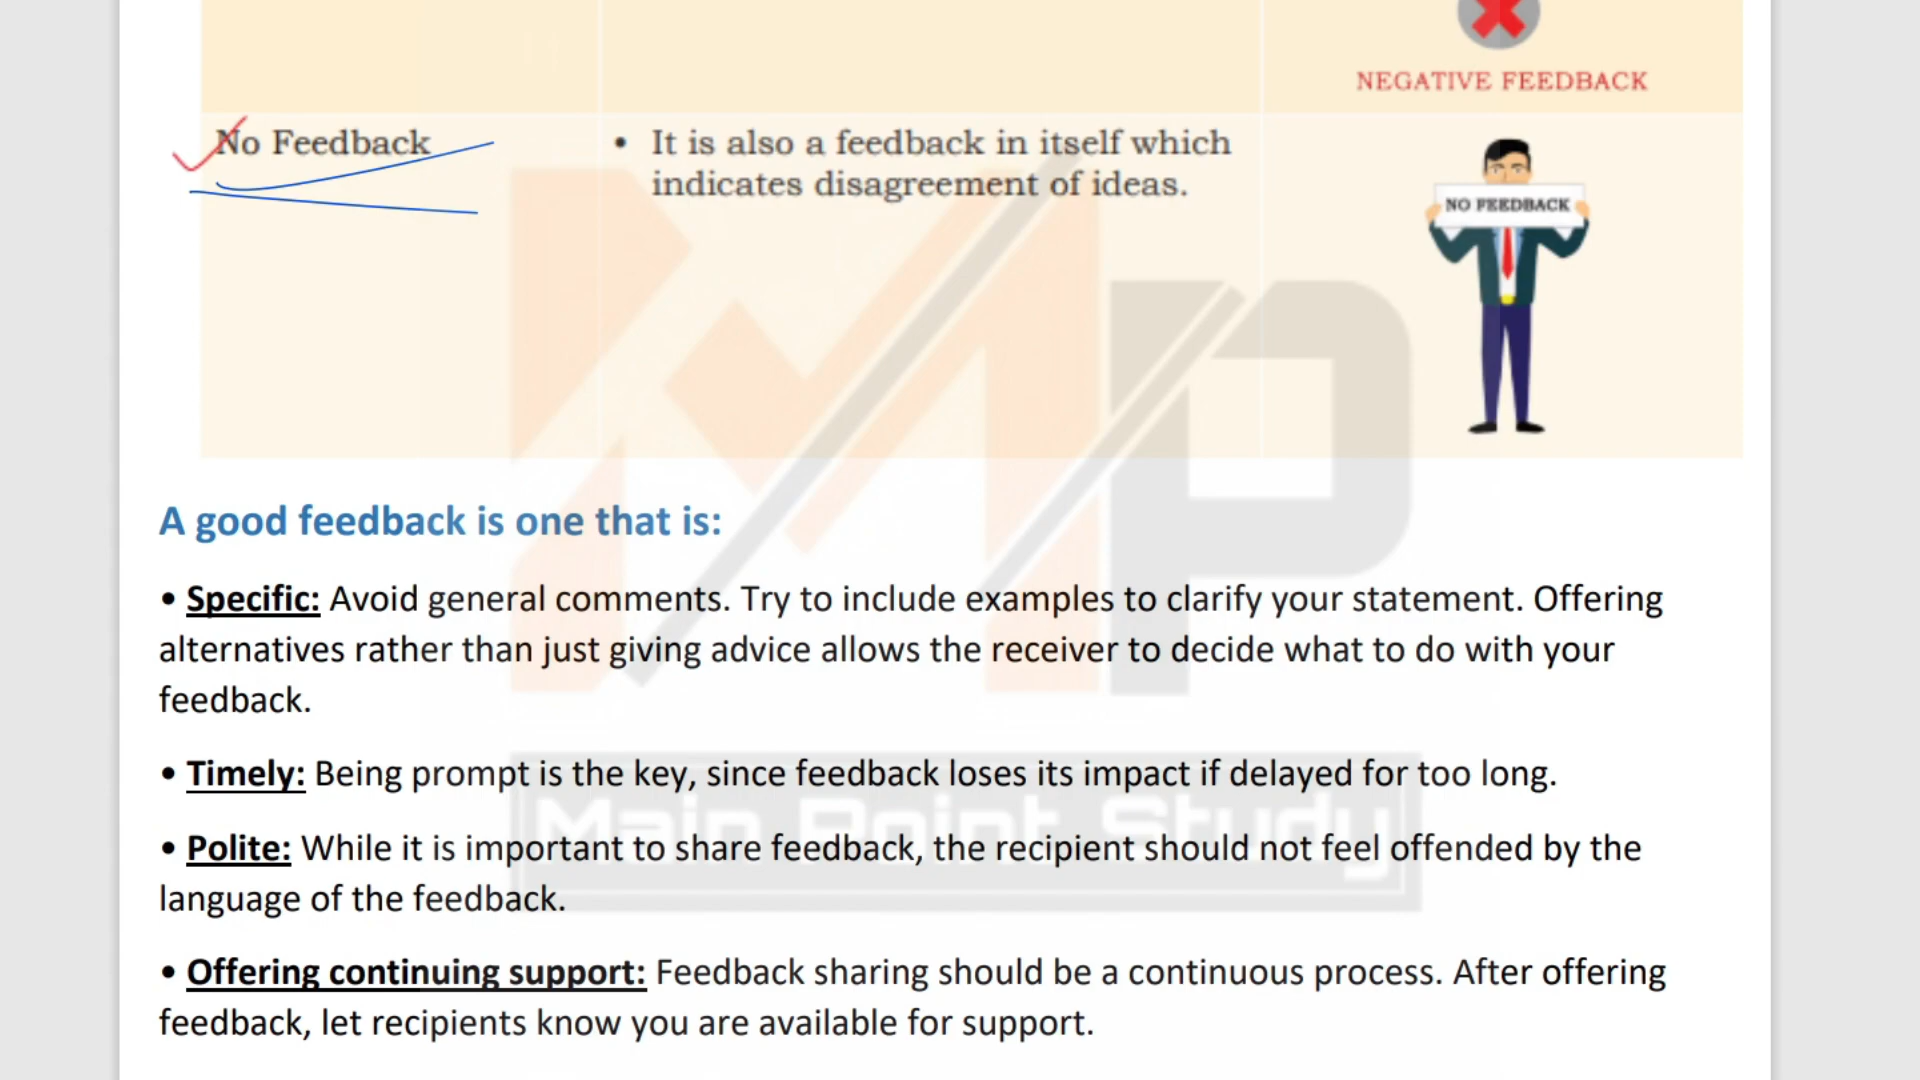 NEGATIVE FEEDBACK
No Feedback
• It is also a feedback in itself which
indicates disagreement of ideas.
NO FEEDBACK
A good feedback is one that is:
• Specific: Avoid general comments. Try to include examples to clarify your statement. Offering
alternatives rather than just giving advice allows the receiver to decide what to do with your
feedback.
• Timely: Being prompt is the key, since feedback loses its impact if delayed for too long.
Main Point Study
• Polite: While it is important to share feedback, the recipient should not feel offended by the
language of the feedback.
• Offering continuing support: Feedback sharing should be a continuous process. After offering
feedback, let recipients know you are available for support.
MP